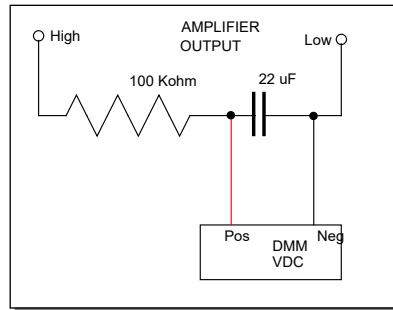 High
AMPLIFIER
OUTPUT
Low
100 Kohm
22 uF
Pos
Neg
DMM
VDC